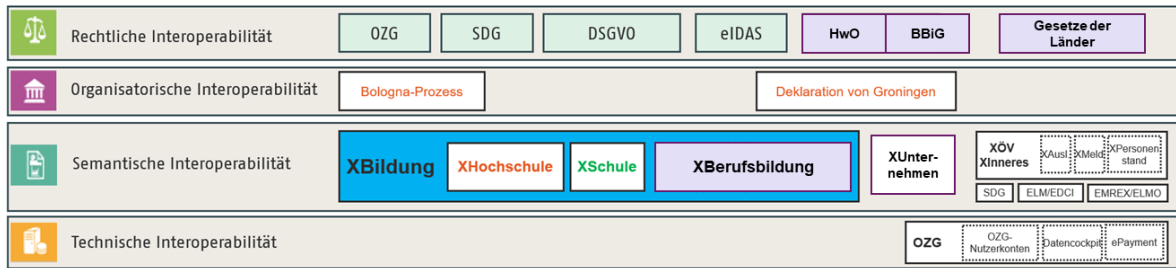 Rechtliche Interoperabilität
OZG
SDG
DSGVO
eIDAS
HwO
BBiG
Gesetze der
Länder
Organisatorische Interoperabilität
Bologna-Prozess
Deklaration von Groningen
Semantische Interoperabilität
XBildung
XHochschule
XSchule
XBerufsbildung
XUnter-
nehmen
XÖV
XInneres
XAusl
XMeld
XPersonen
stand
SDG
ELM/EDCI
EMREX/ELMO
Technische Interoperabilität
OZG
OZG-
Nutzerkonten
Datencockpit
ePayment